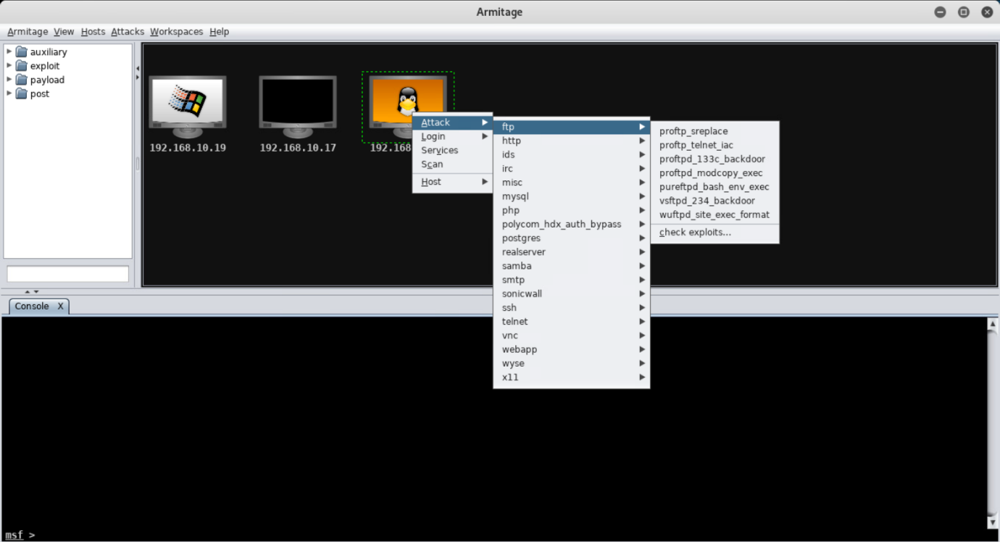 Armitage
Armitage View Hosts Attacks Workspaces Help
auxiliary
exploit
payload
post
192.168.10.19
192.168.10.17
192.168
Attack
Login
Services
Scan
Host
ftp
http
ids
irc
misc
mysql
php
polycom_hdx_auth_bypass
postgres
realserver
samba
smtp
sonicwall
ssh
telnet
vnc
webapp
wyse
x11
proftp_sreplace
proftp_telnet_iac
proftpd_133c_backdoor
proftpd_modcopy_exec
pureftpd_bash_env_exec
vsftpd_234_backdoor
wuftpd_site_exec_format
check exploits...
Console X
msf >